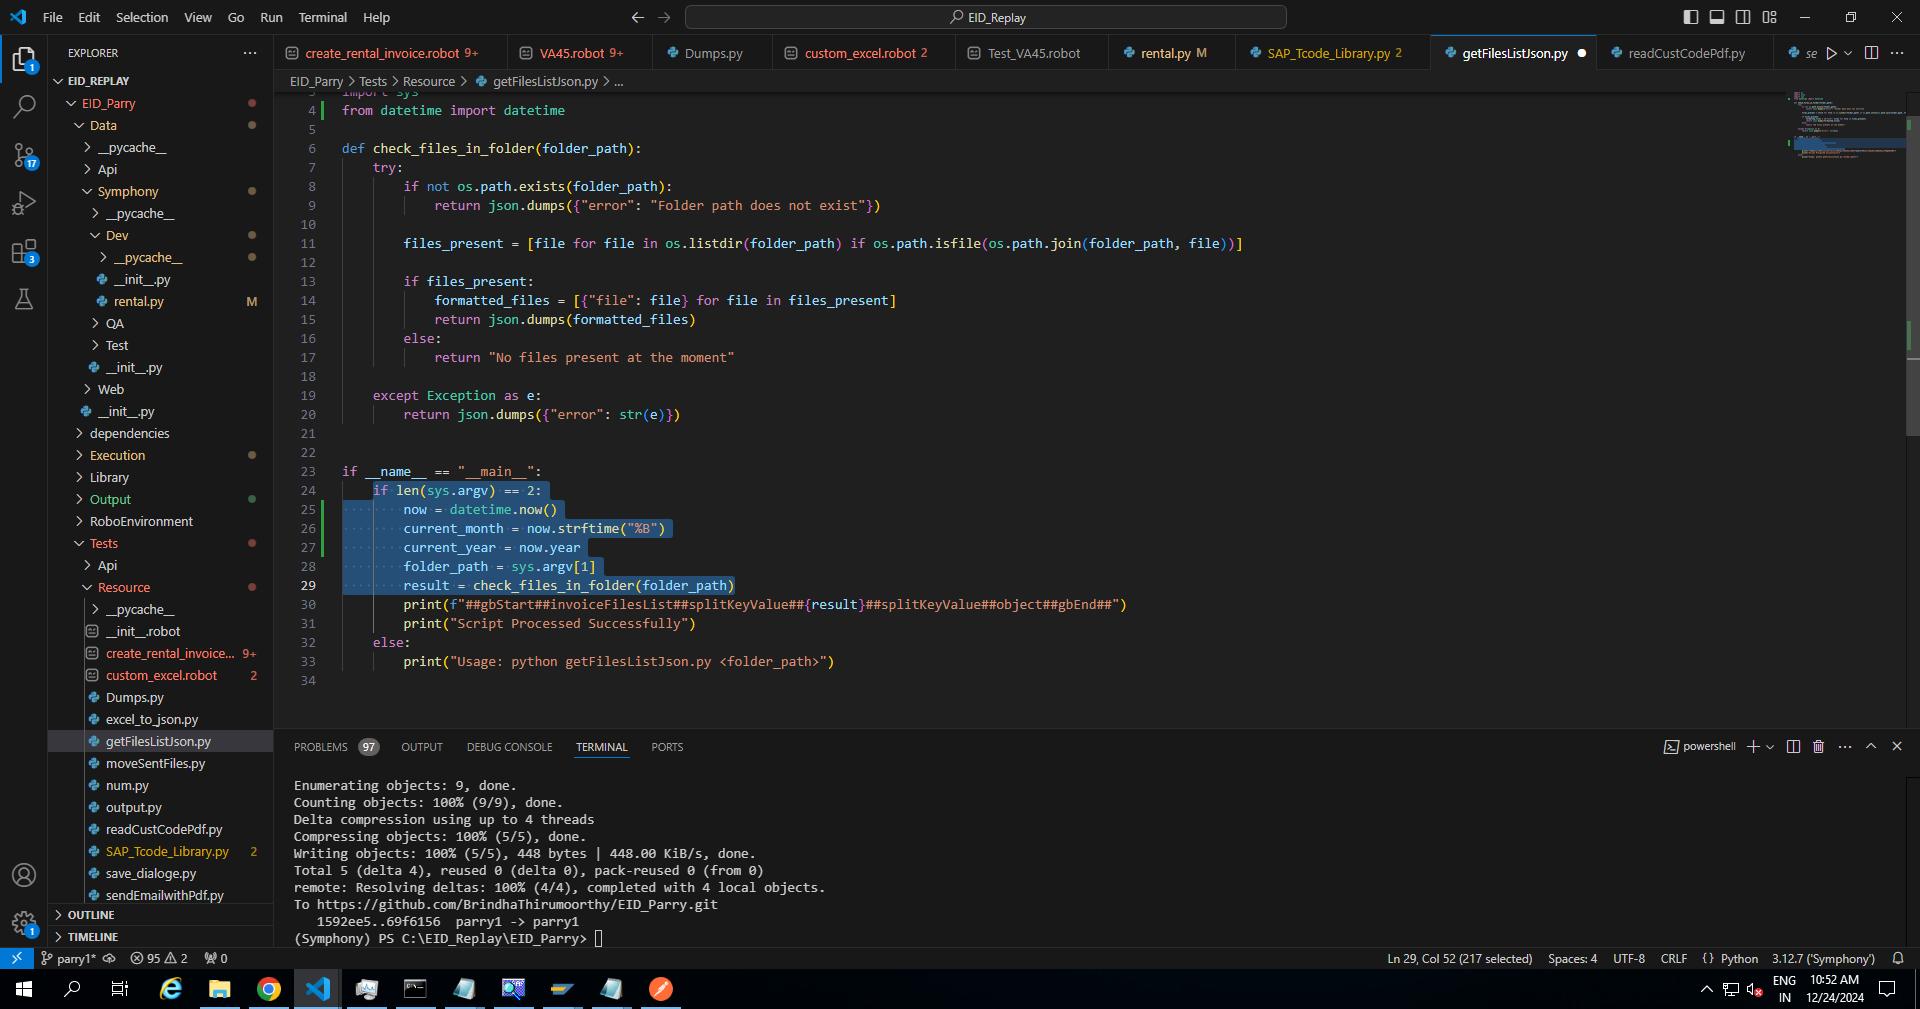 File Edit Selection View Go Run Terminal Help
EID_Replay
EXPLORER
create_rental_invoice.robot 9+
VA45.robot 9+
Dumps.py
custom_excel.robot 2
Test_VA45.robot
rental.py M
SAP_Tcode_Library.py 2
getFilesListJson.py
readCustCodePdf.py
se
EID_Parry > Tests > Resource > getFilesListJson.py > ...
EID_REPLAY
EID_Parry
Data
__pycache__
Api
Symphony
__pycache__
Dev
__pycache__
__init__.py
rental.py M
QA
Test
__init__.py
Web
__init__.py
dependencies
Execution
Library
Output
RoboEnvironment
Tests
Api
Resource
__pycache__
__init__.robot
create_rental_invoice... 9+
custom_excel.robot 2
Dumps.py
excel_to_json.py
getFilesListJson.py
moveSentFiles.py
num.py
output.py
readCustCodePdf.py
SAP_Tcode_Library.py 2
save_dialoge.py
sendEmailwithPdf.py
OUTLINE
TIMELINE
1
17
3
1
3 import sys
4 from datetime import datetime
5
6 def check_files_in_folder(folder_path):
7 try:
8 if not os.path.exists(folder_path):
9 return json.dumps({"error": "Folder path does not exist"})
10
11 files_present = [file for file in os.listdir(folder_path) if os.path.isfile(os.path.join(folder_path, file))]
12
13 if files_present:
14 formatted_files = [{"file": file} for file in files_present]
15 return json.dumps(formatted_files)
16 else:
17 return "No files present at the moment"
18
19 except Exception as e:
20 return json.dumps({"error": str(e)})
21
22
23 if __name__ == "__main__":
24 if len(sys.argv) == 2:
25 now = datetime.now()
26 current_month = now.strftime("%B")
27 current_year = now.year
28 folder_path = sys.argv[1]
29 result = check_files_in_folder(folder_path)
30 print(f"##gbStart##invoiceFilesList##splitKeyValue##{result}##splitKeyValue##object##gbEnd##")
31 print("Script Processed Successfully")
32 else:
33 print("Usage: python getFilesListJson.py <folder_path>")
34
PROBLEMS 97 OUTPUT DEBUG CONSOLE TERMINAL PORTS
powershell
Enumerating objects: 9, done.
Counting objects: 100% (9/9), done.
Delta compression using up to 4 threads
Compressing objects: 100% (5/5), done.
Writing objects: 100% (5/5), 448 bytes | 448.00 KiB/s, done.
Total 5 (delta 4), reused 0 (delta 0), pack-reused 0 (from 0)
remote: Resolving deltas: 100% (4/4), completed with 4 local objects.
To https://github.com/BrindhaThirumoorthy/EID_Parry.git
1592ee5..69f6156 parry1 -> parry1
(Symphony) PS C:\EID_Replay\EID_Parry>
parry1* 95 2 0
Ln 29, Col 52 (217 selected) Spaces: 4 UTF-8 CRLF {} Python 3.12.7 ('Symphony')
ENG
IN
10:52 AM
12/24/2024